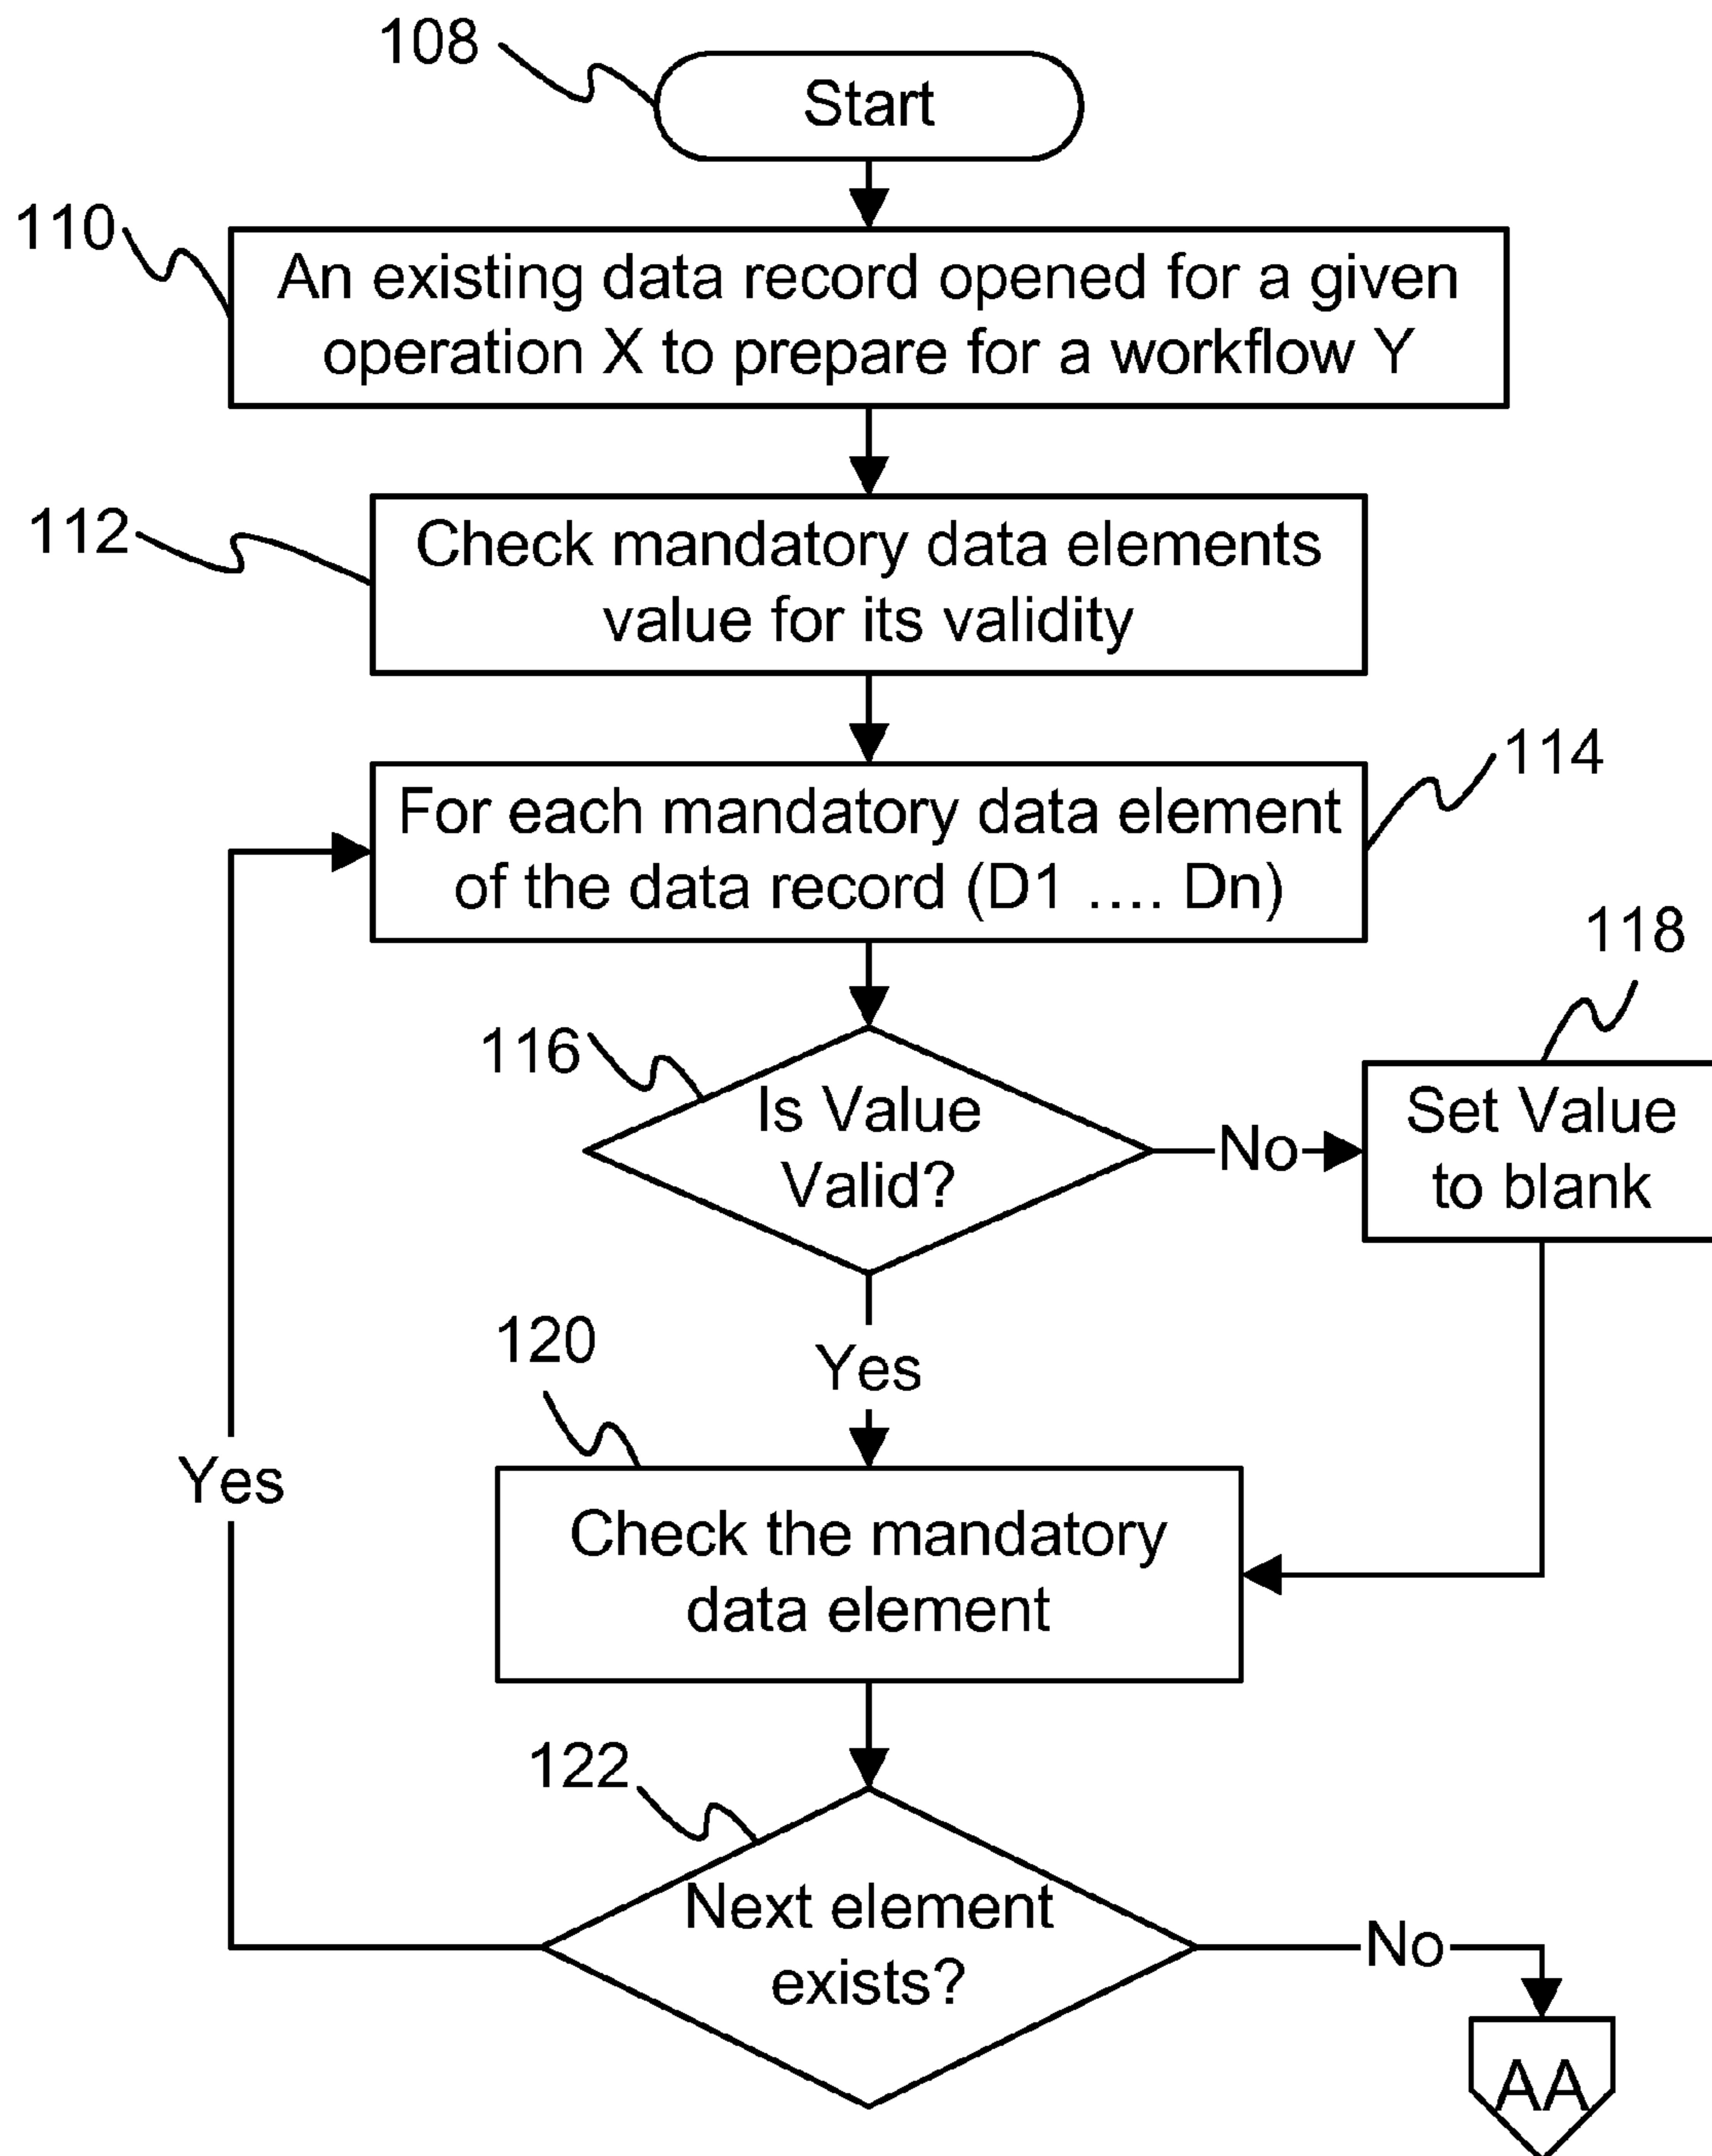 108
Start
110
An existing data record opened for a given
operation X to prepare for a workflow Y
112
Check mandatory data elements
value for its validity
114
For each mandatory data element
of the data record (D1 .... Dn)
118
116
Is Value
Valid?
No
Set Value
to blank
120
Yes
Yes
Check the mandatory
data element
122
Next element
exists?
No
AA